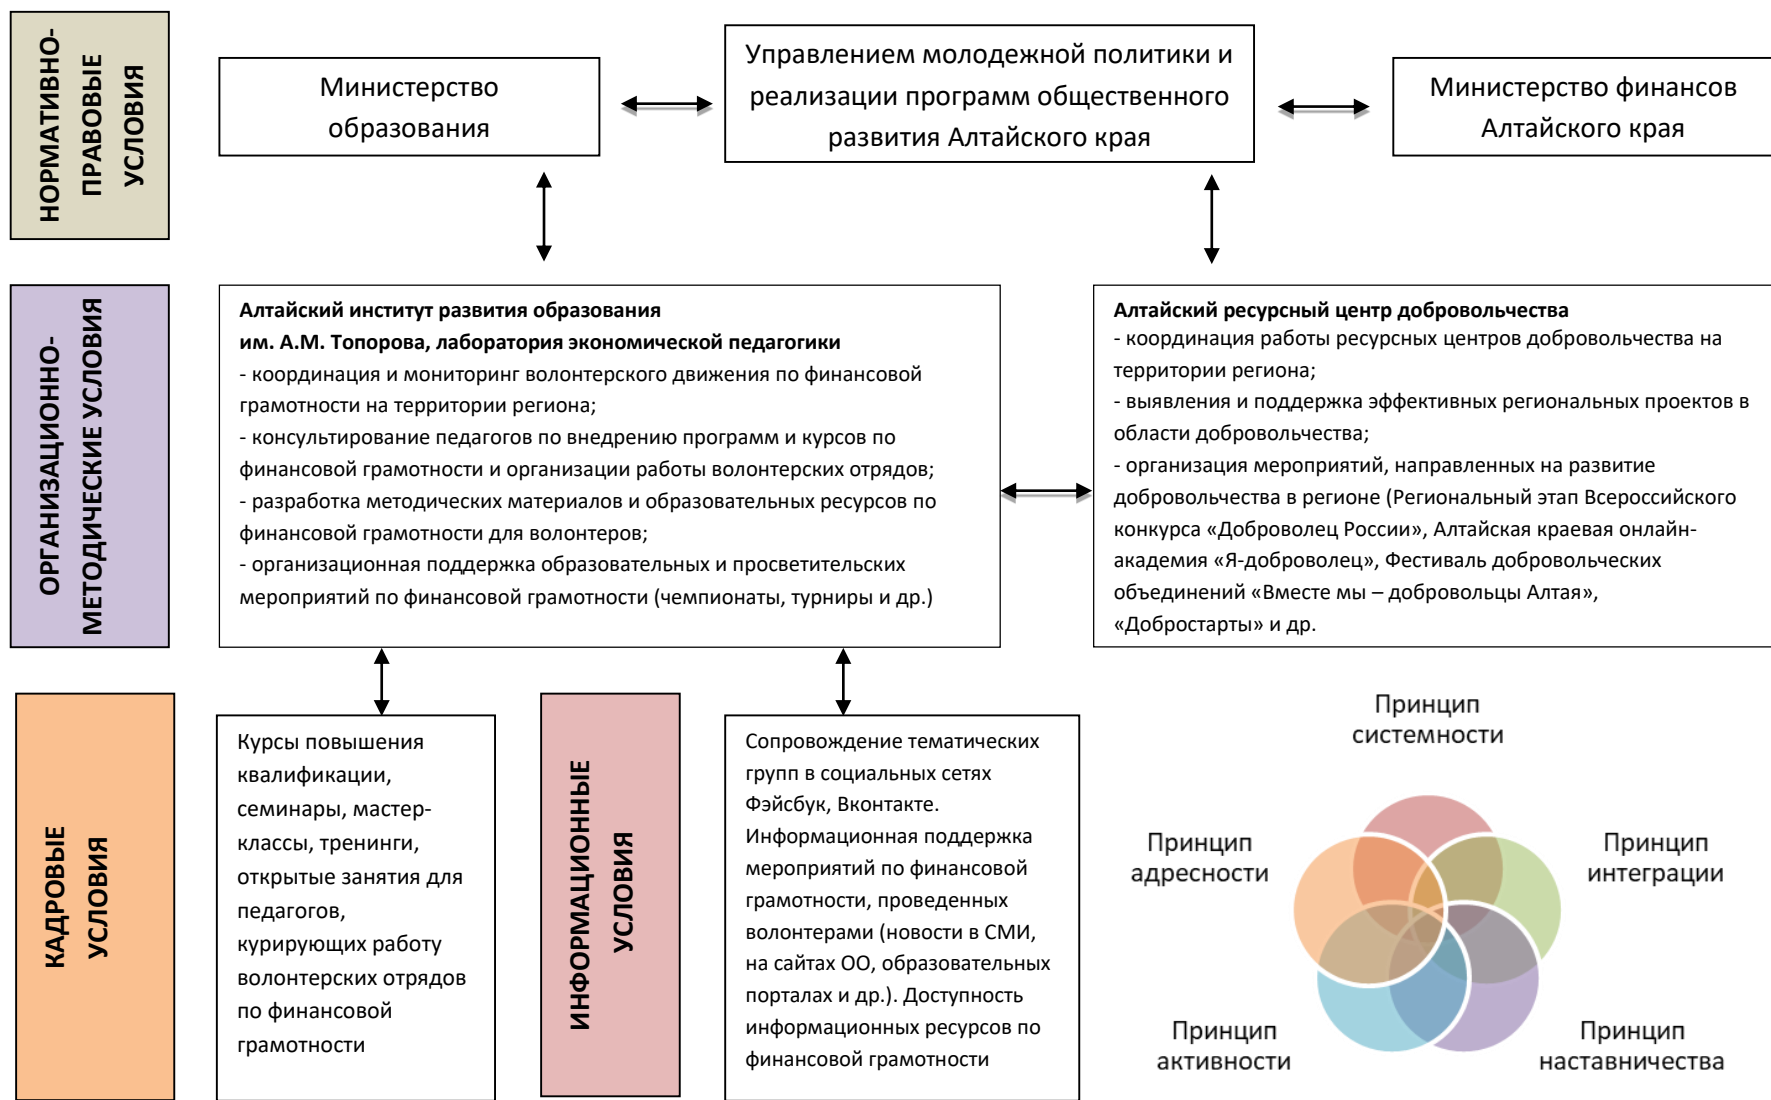 НОРМАТИВНО-
ПРАВОВЫЕ
УСЛОВИЯ
Министерство
образования
Управлением молодежной политики и
реализации программ общественного
развития Алтайского края
Министерство финансов
Алтайского края
ОРГАНИЗАЦИОННО-
МЕТОДИЧЕСКИЕ УСЛОВИЯ
Алтайский институт развития образования
им. А.М. Топорова, лаборатория экономической педагогики
- координация и мониторинг волонтерского движения по финансовой
грамотности на территории региона;
- консультирование педагогов по внедрению программ и курсов по
финансовой грамотности и организации работы волонтерских отрядов;
- разработка методических материалов и образовательных ресурсов по
финансовой грамотности для волонтеров;
- организационная поддержка образовательных и просветительских
мероприятий по финансовой грамотности (чемпионаты, турниры и др.)
Алтайский ресурсный центр добровольчества
- координация работы ресурсных центров добровольчества на
территории региона;
- выявления и поддержка эффективных региональных проектов в
области добровольчества;
- организация мероприятий, направленных на развитие
добровольчества в регионе (Региональный этап Всероссийского
конкурса «Доброволец России», Алтайская краевая онлайн-
академия «Я-доброволец», Фестиваль добровольческих
объединений «Вместе мы – добровольцы Алтая»,
«Добростарты» и др.
КАДРОВЫЕ
УСЛОВИЯ
Курсы повышения
квалификации,
семинары, мастер-
классы, тренинги,
открытые занятия для
педагогов,
курирующих работу
волонтерских отрядов
по финансовой
грамотности
ИНФОРМАЦИОННЫЕ
УСЛОВИЯ
Сопровождение тематических
групп в социальных сетях
Фэйсбук, Вконтакте.
Информационная поддержка
мероприятий по финансовой
грамотности, проведенных
волонтерами (новости в СМИ,
на сайтах ОО, образовательных
порталах и др.). Доступность
информационных ресурсов по
финансовой грамотности
Принцип
системности
Принцип
адресности
Принцип
интеграции
Принцип
активности
Принцип
наставничества